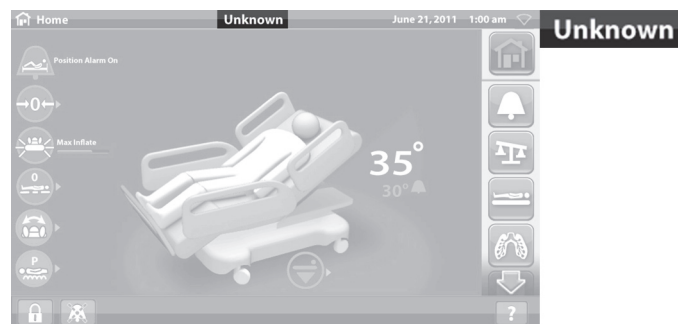 Home Unknown June 21, 2011 1:00 am
Unknown
Position Alarm On
→0←
Max Inflate
0
35°
30°
P
?